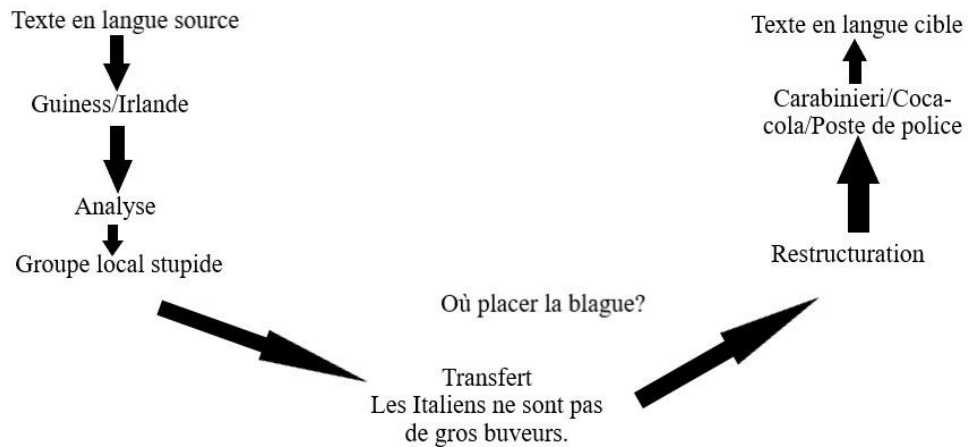 Texte en langue source
Guiness/Irlande
Analyse
Groupe local stupide
Où placer la blague?
Transfert
Les Italiens ne sont pas
de gros buveurs.
Texte en langue cible
Carabinieri/Coca-
cola/Poste de police
Restructuration